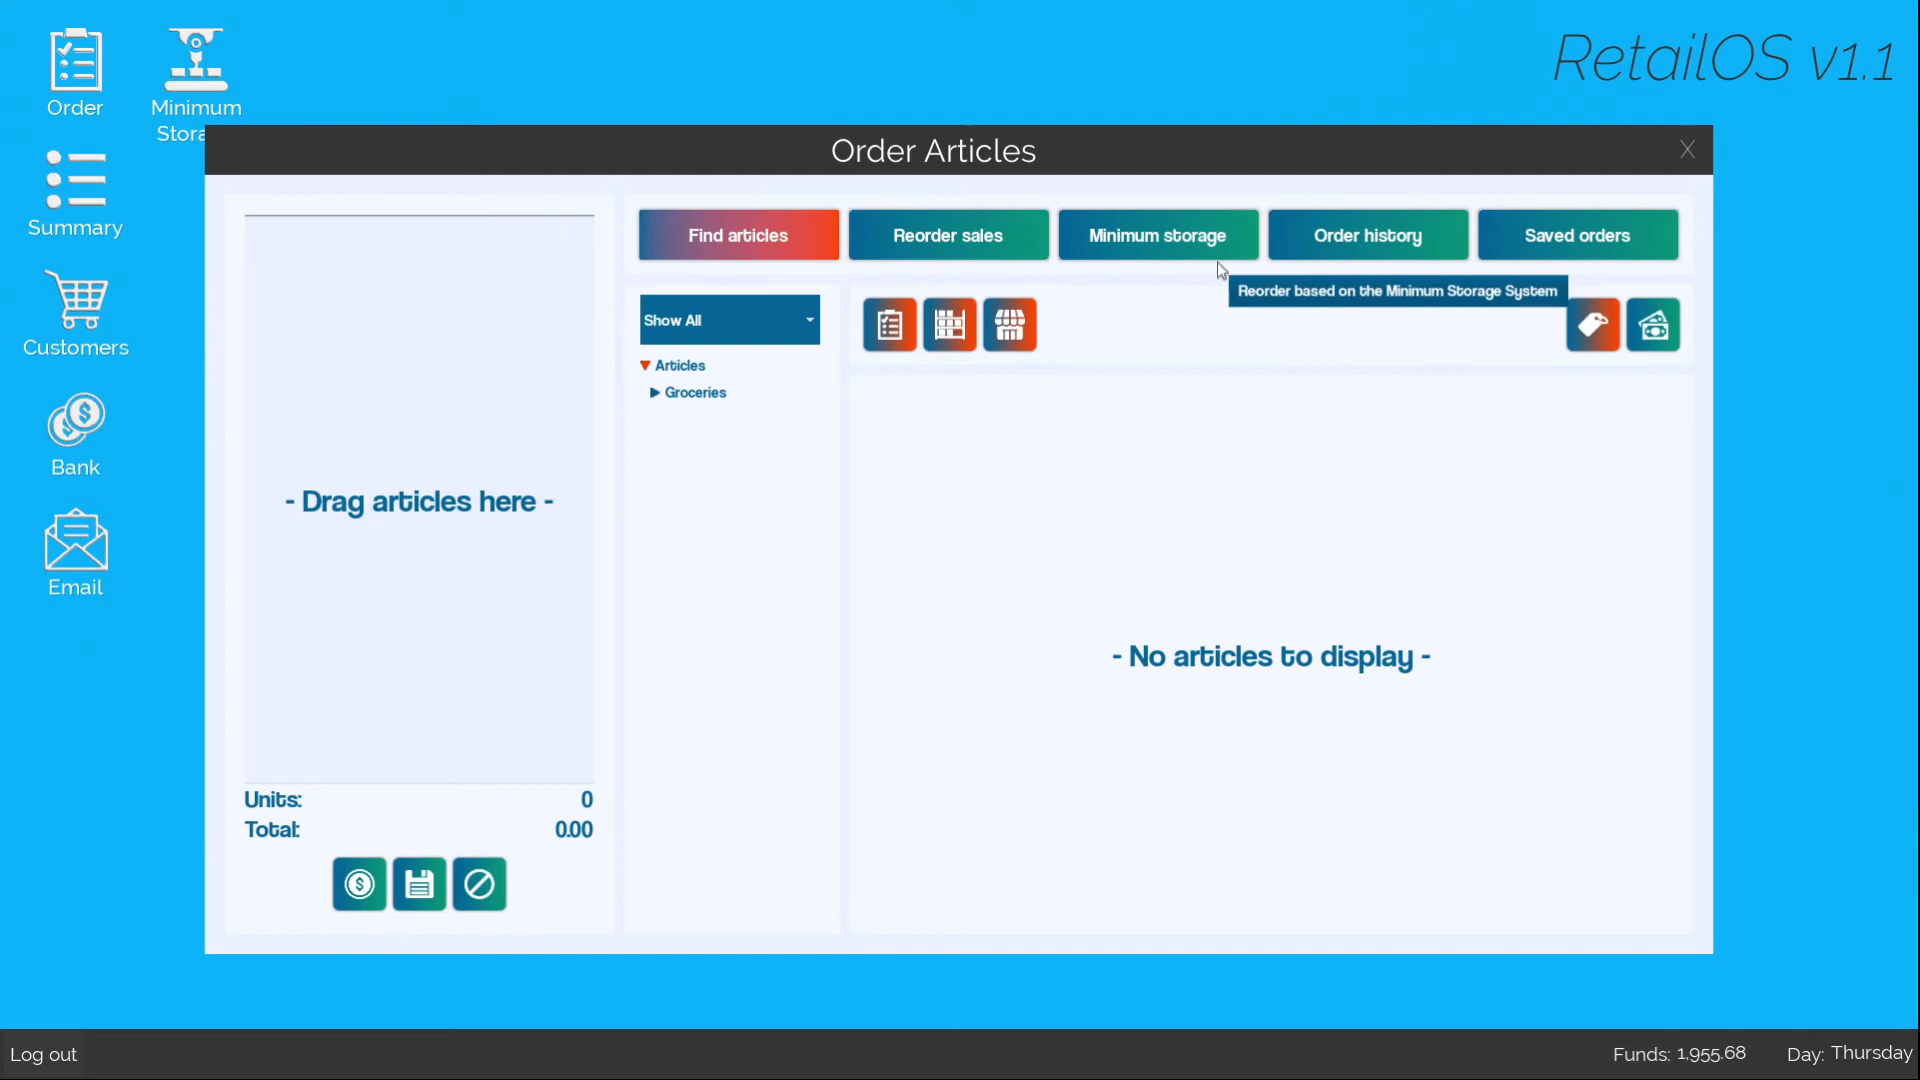 RetailOS v1.1
Order
Minimum
Stora
Summary
Customers
Bank
Email
Order Articles
X
Find articles
Reorder sales
Minimum storage
Order history
Saved orders
Reorder based on the Minimum Storage System
Show All
Articles
Groceries
- Drag articles here -
- No articles to display -
Units: 0
Total: 0.00
Log out
Funds: 1,955.68
Day: Thursday